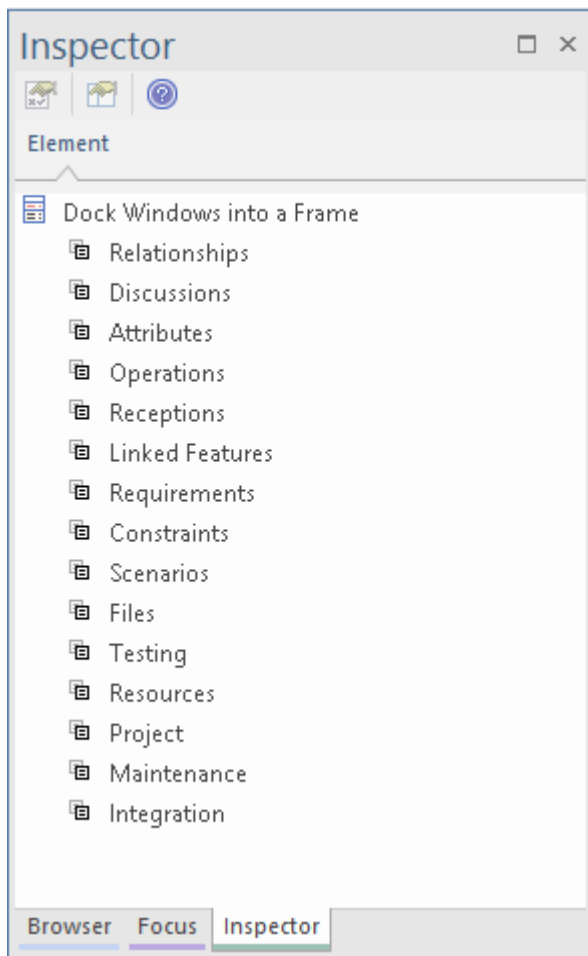 Inspector
Element
Dock Windows into a Frame
Relationships
Discussions
Attributes
Operations
Receptions
Linked Features
Requirements
Constraints
Scenarios
Files
Testing
Resources
Project
Maintenance
Integration
Browser Focus Inspector